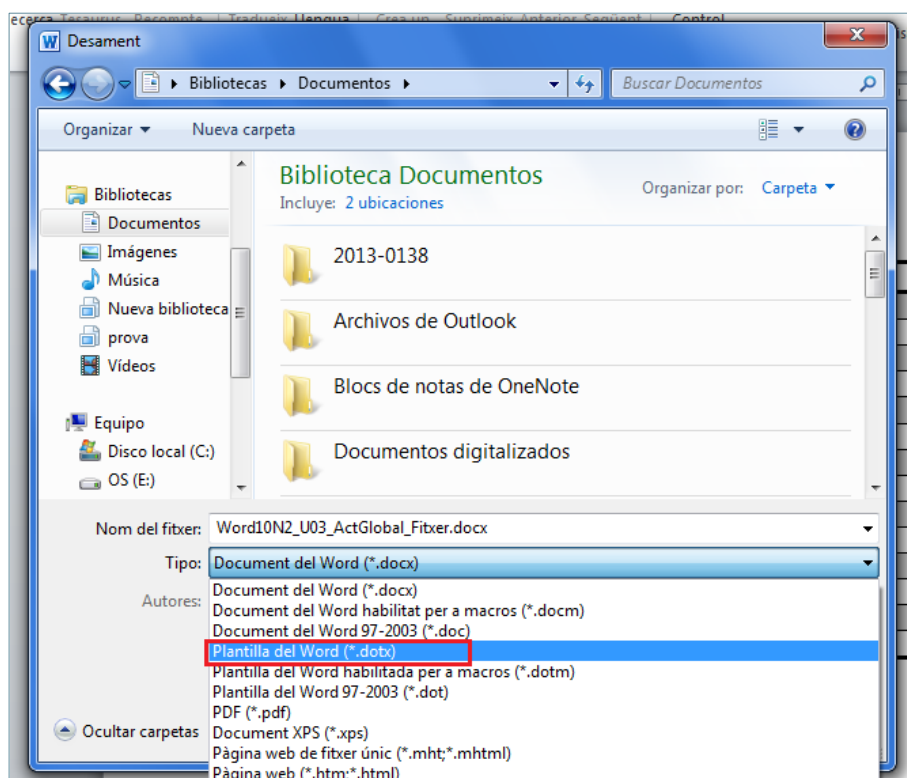 Desament
Bibliotecas Documentos
Buscar Documentos
Organizar
Nueva carpeta
Bibliotecas
Documentos
Imágenes
Música
Nueva biblioteca
prova
Vídeos
Equipo
Disco local (C:)
OS (E:)
Biblioteca Documentos
Incluye: 2 ubicaciones
Organizar por: Carpeta
2013-0138
Archivos de Outlook
Blocs de notas de OneNote
Documentos digitalizados
Nom del fitxer: Word10N2_U03_ActGlobal_Fitxer.docx
Tipo: Document del Word (*.docx)
Autores:
Document del Word (*.docx)
Document del Word habilitat per a macros (*.docm)
Document del Word 97-2003 (*.doc)
Plantilla del Word (*.dotx)
Plantilla del Word habilitada per a macros (*.dotm)
Plantilla del Word 97-2003 (*.dot)
PDF (*.pdf)
Document XPS (*.xps)
Pàgina web de fitxer únic (*.mht;*.mhtml)
Pàgina web (*.htm;*.html)
Ocultar carpetas